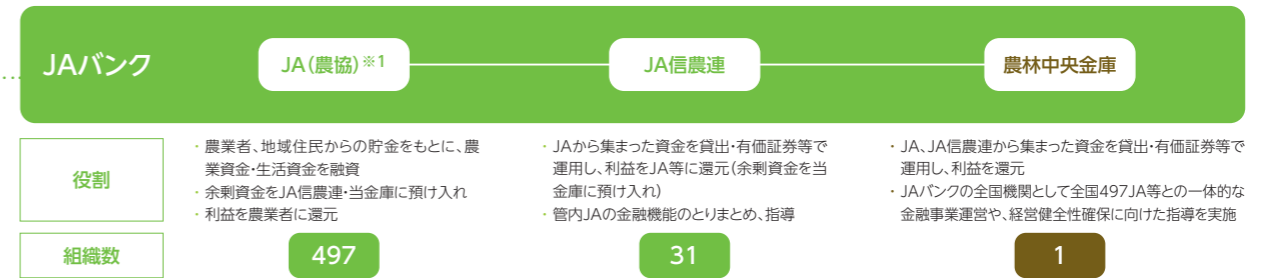 JAバンク
JA(農協)※1
JA信農連
農林中央金庫
役割
・農業者、地域住民からの貯金をもとに、農
業資金・生活資金を融資
・余剰資金をJA信農連・当金庫に預け入れ
・利益を農業者に還元
・JAから集まった資金を貸出・有価証券等で
運用し、利益をJA等に還元(余剰資金を当
金庫に預け入れ)
・管内JAの金融機能のとりまとめ、指導
・JA、JA信農連から集まった資金を貸出・有価証券等で
運用し、利益を還元
・JAバンクの全国機関として全国497JA等との一体的な
金融事業運営や、経営健全性確保に向けた指導を実施
組織数
497
31
1